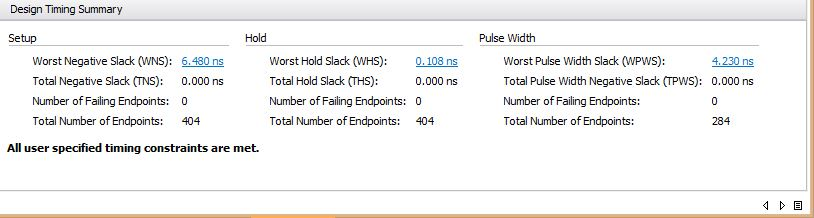 Design Timing Summary
Setup Hold Pulse Width
Worst Negative Slack (WNS): 6.480 ns Worst Hold Slack (WHS): 0.108 ns Worst Pulse Width Slack (WPWS): 4.230 ns
Total Negative Slack (TNS): 0.000 ns Total Hold Slack (THS): 0.000 ns Total Pulse Width Negative Slack (TPWS): 0.000 ns
Number of Failing Endpoints: 0 Number of Failing Endpoints: 0 Number of Failing Endpoints: 0
Total Number of Endpoints: 404 Total Number of Endpoints: 404 Total Number of Endpoints: 284
All user specified timing constraints are met.